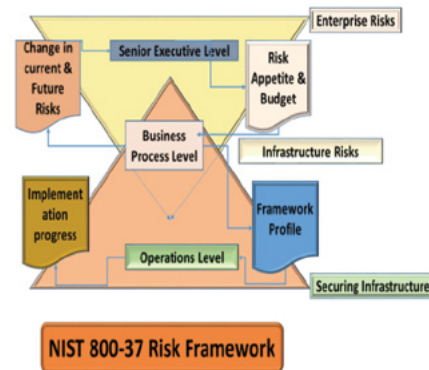 Enterprise Risks
Change in
current &
Future
Risks
Senior Executive Level
Risk
Appetite &
Budget
Business
Process Level
Infrastructure Risks
Implement
ation
progress
Framework
Profile
Operations Level
Securing Infrastructure
NIST 800-37 Risk Framework